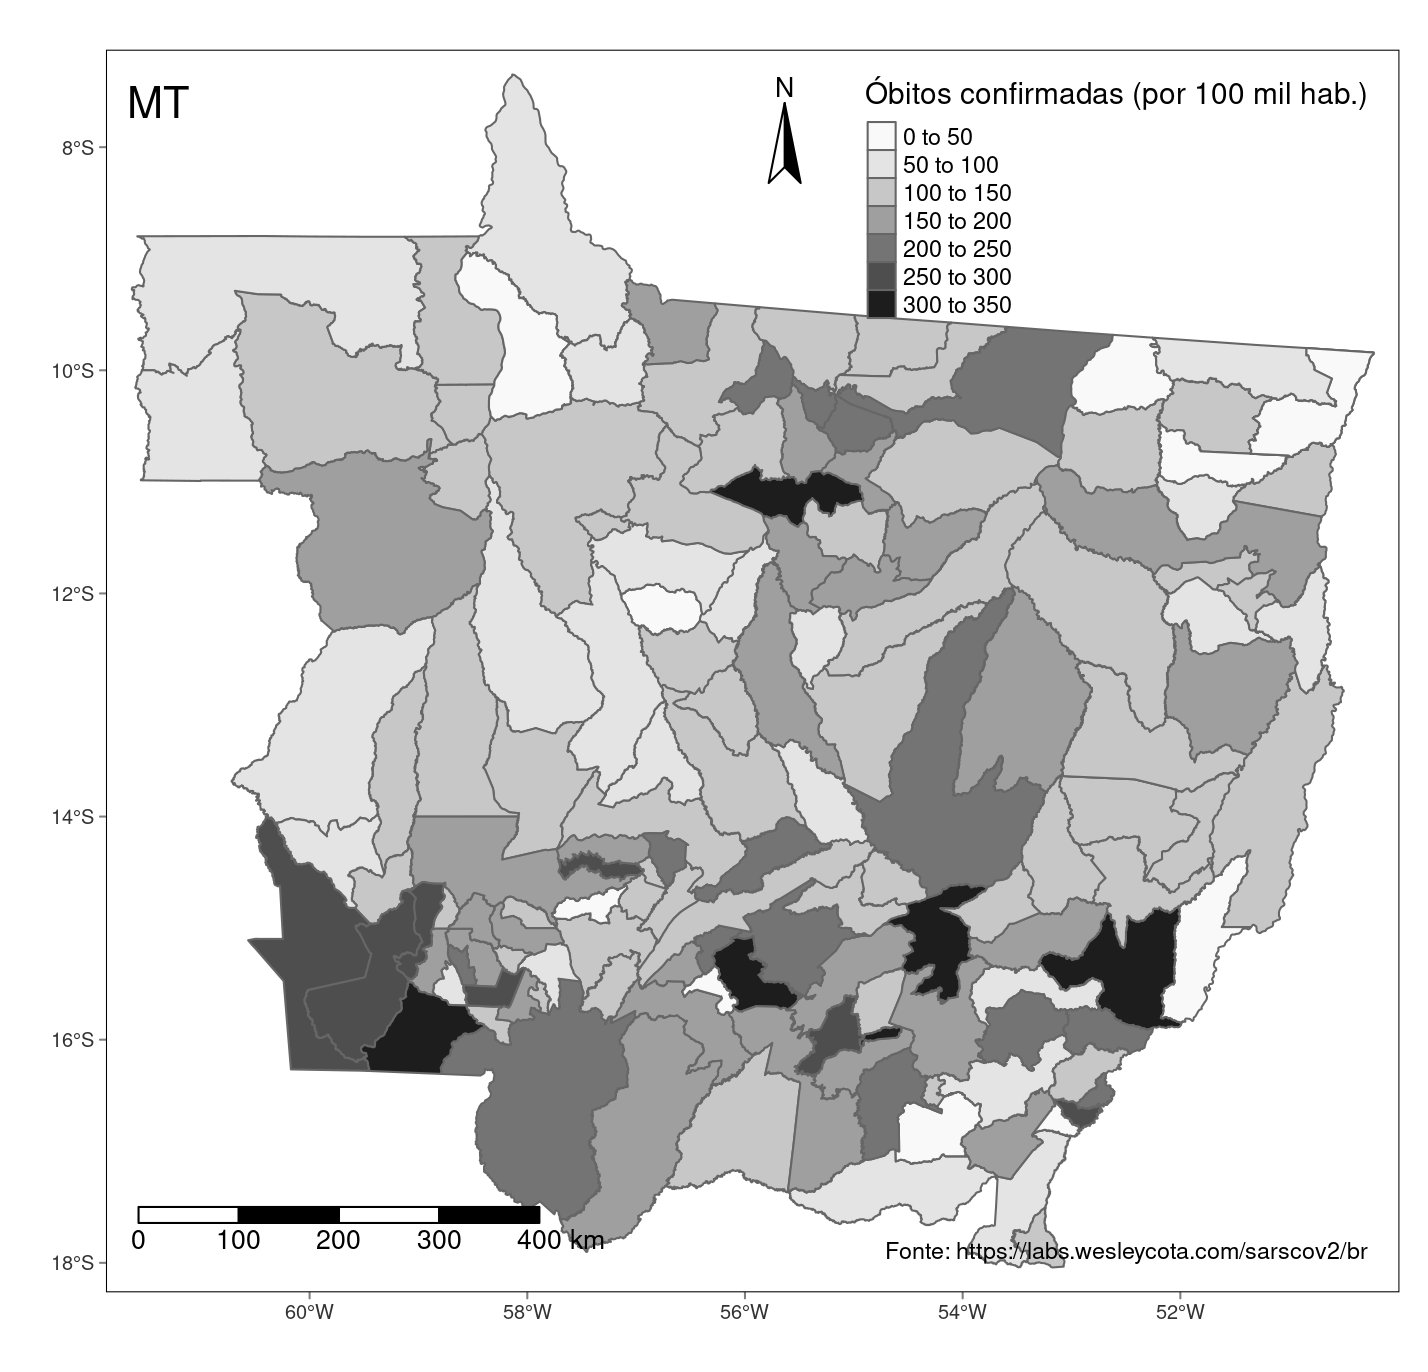 MT
N
Óbitos confirmadas (por 100 mil hab.)
0 to 50
50 to 100
100 to 150
150 to 200
200 to 250
250 to 300
300 to 350
8°S
10°S
12°S
14°S
16°S
18°S
0 100 200 300 400 km
Fonte: https://labs.wesleycota.com/sarscov2/br
60°W 58°W 56°W 54°W 52°W